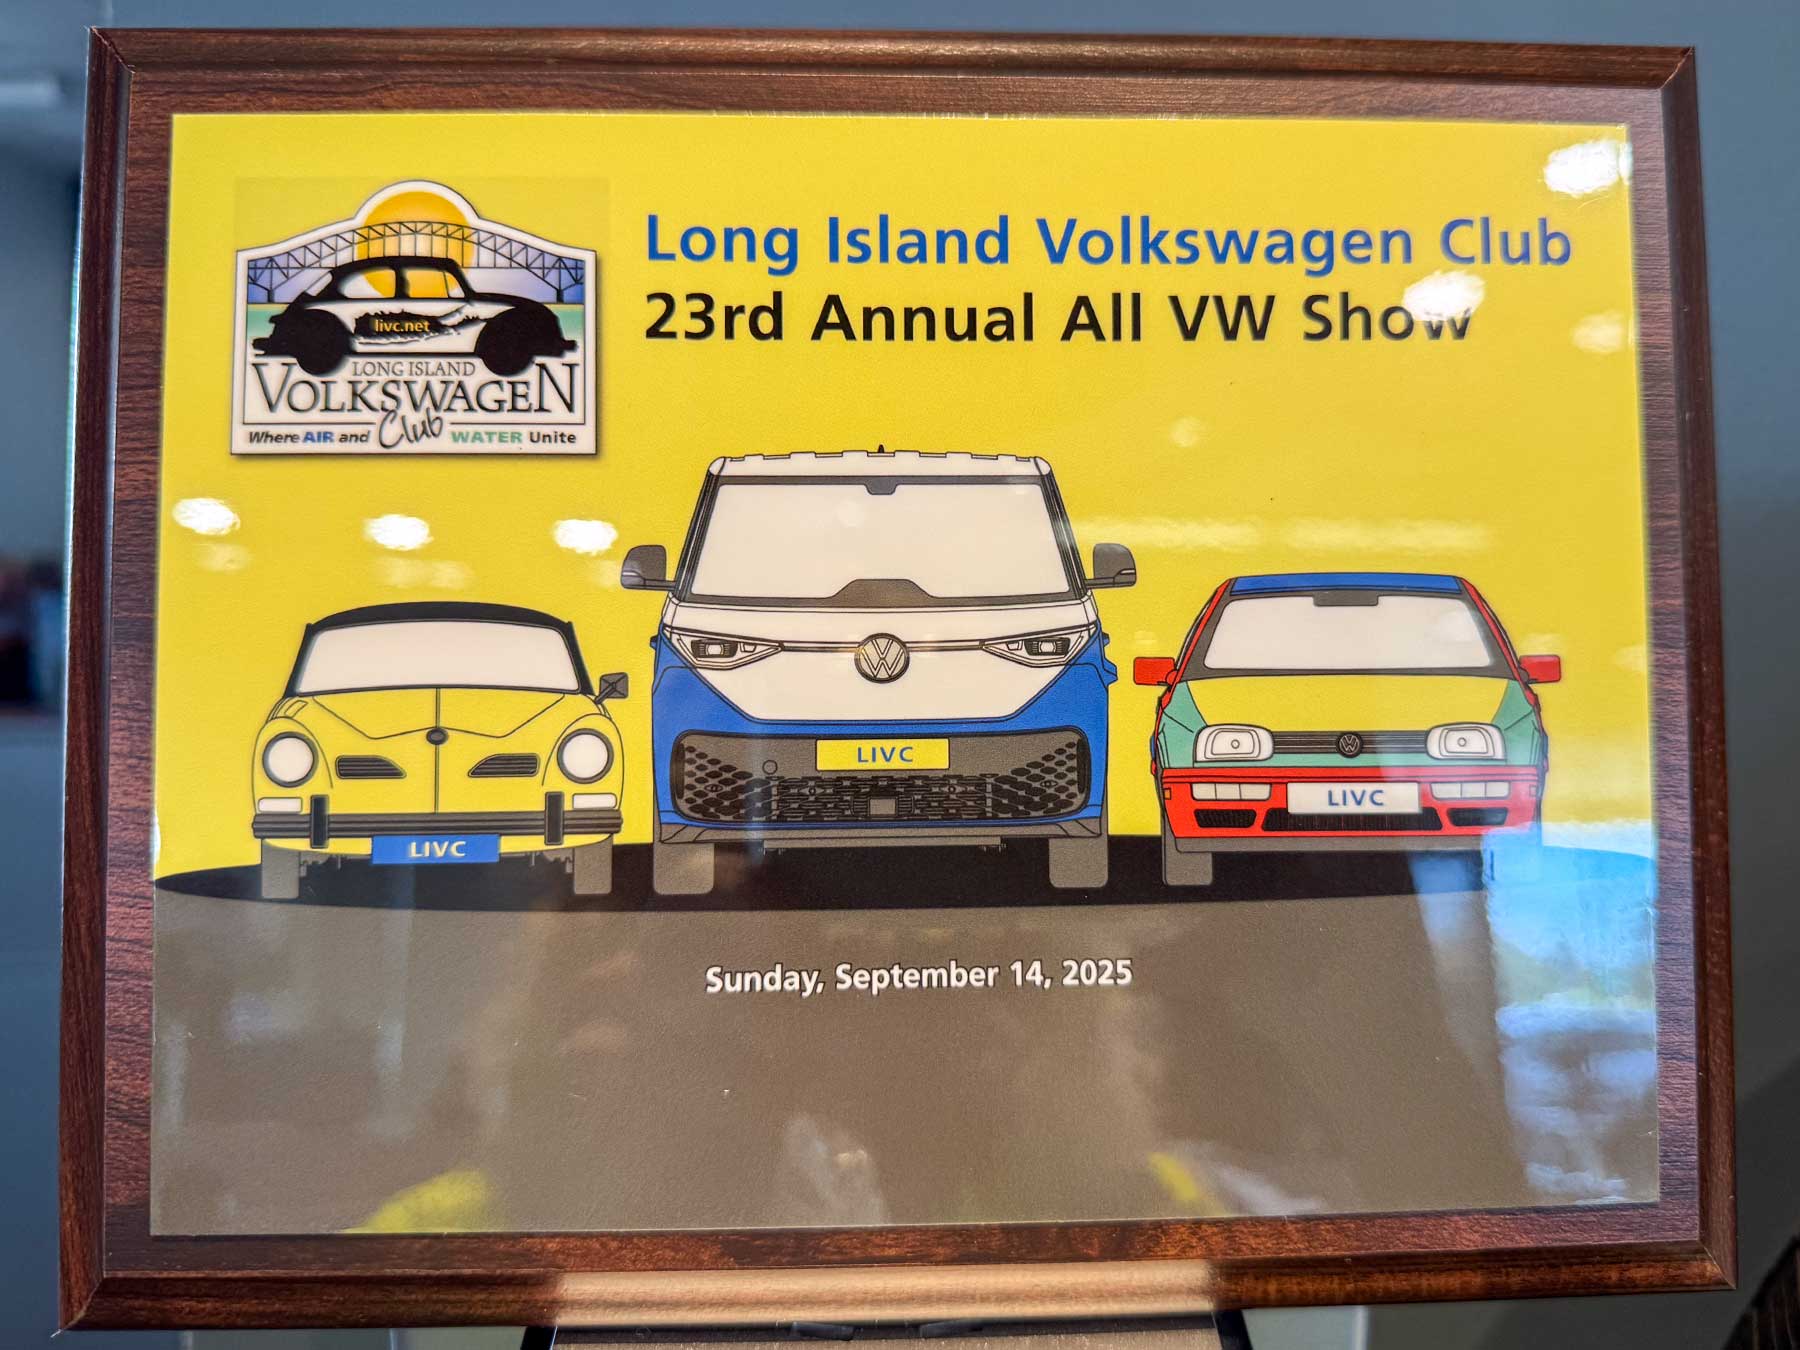 Long Island Volkswagen Club
23rd Annual All VW Show
livc.net
LONG ISLAND
VOLKSWAGEN
Club
Where AIR and WATER Unite
LIVC
LIVC
LIVC
Sunday, September 14, 2025